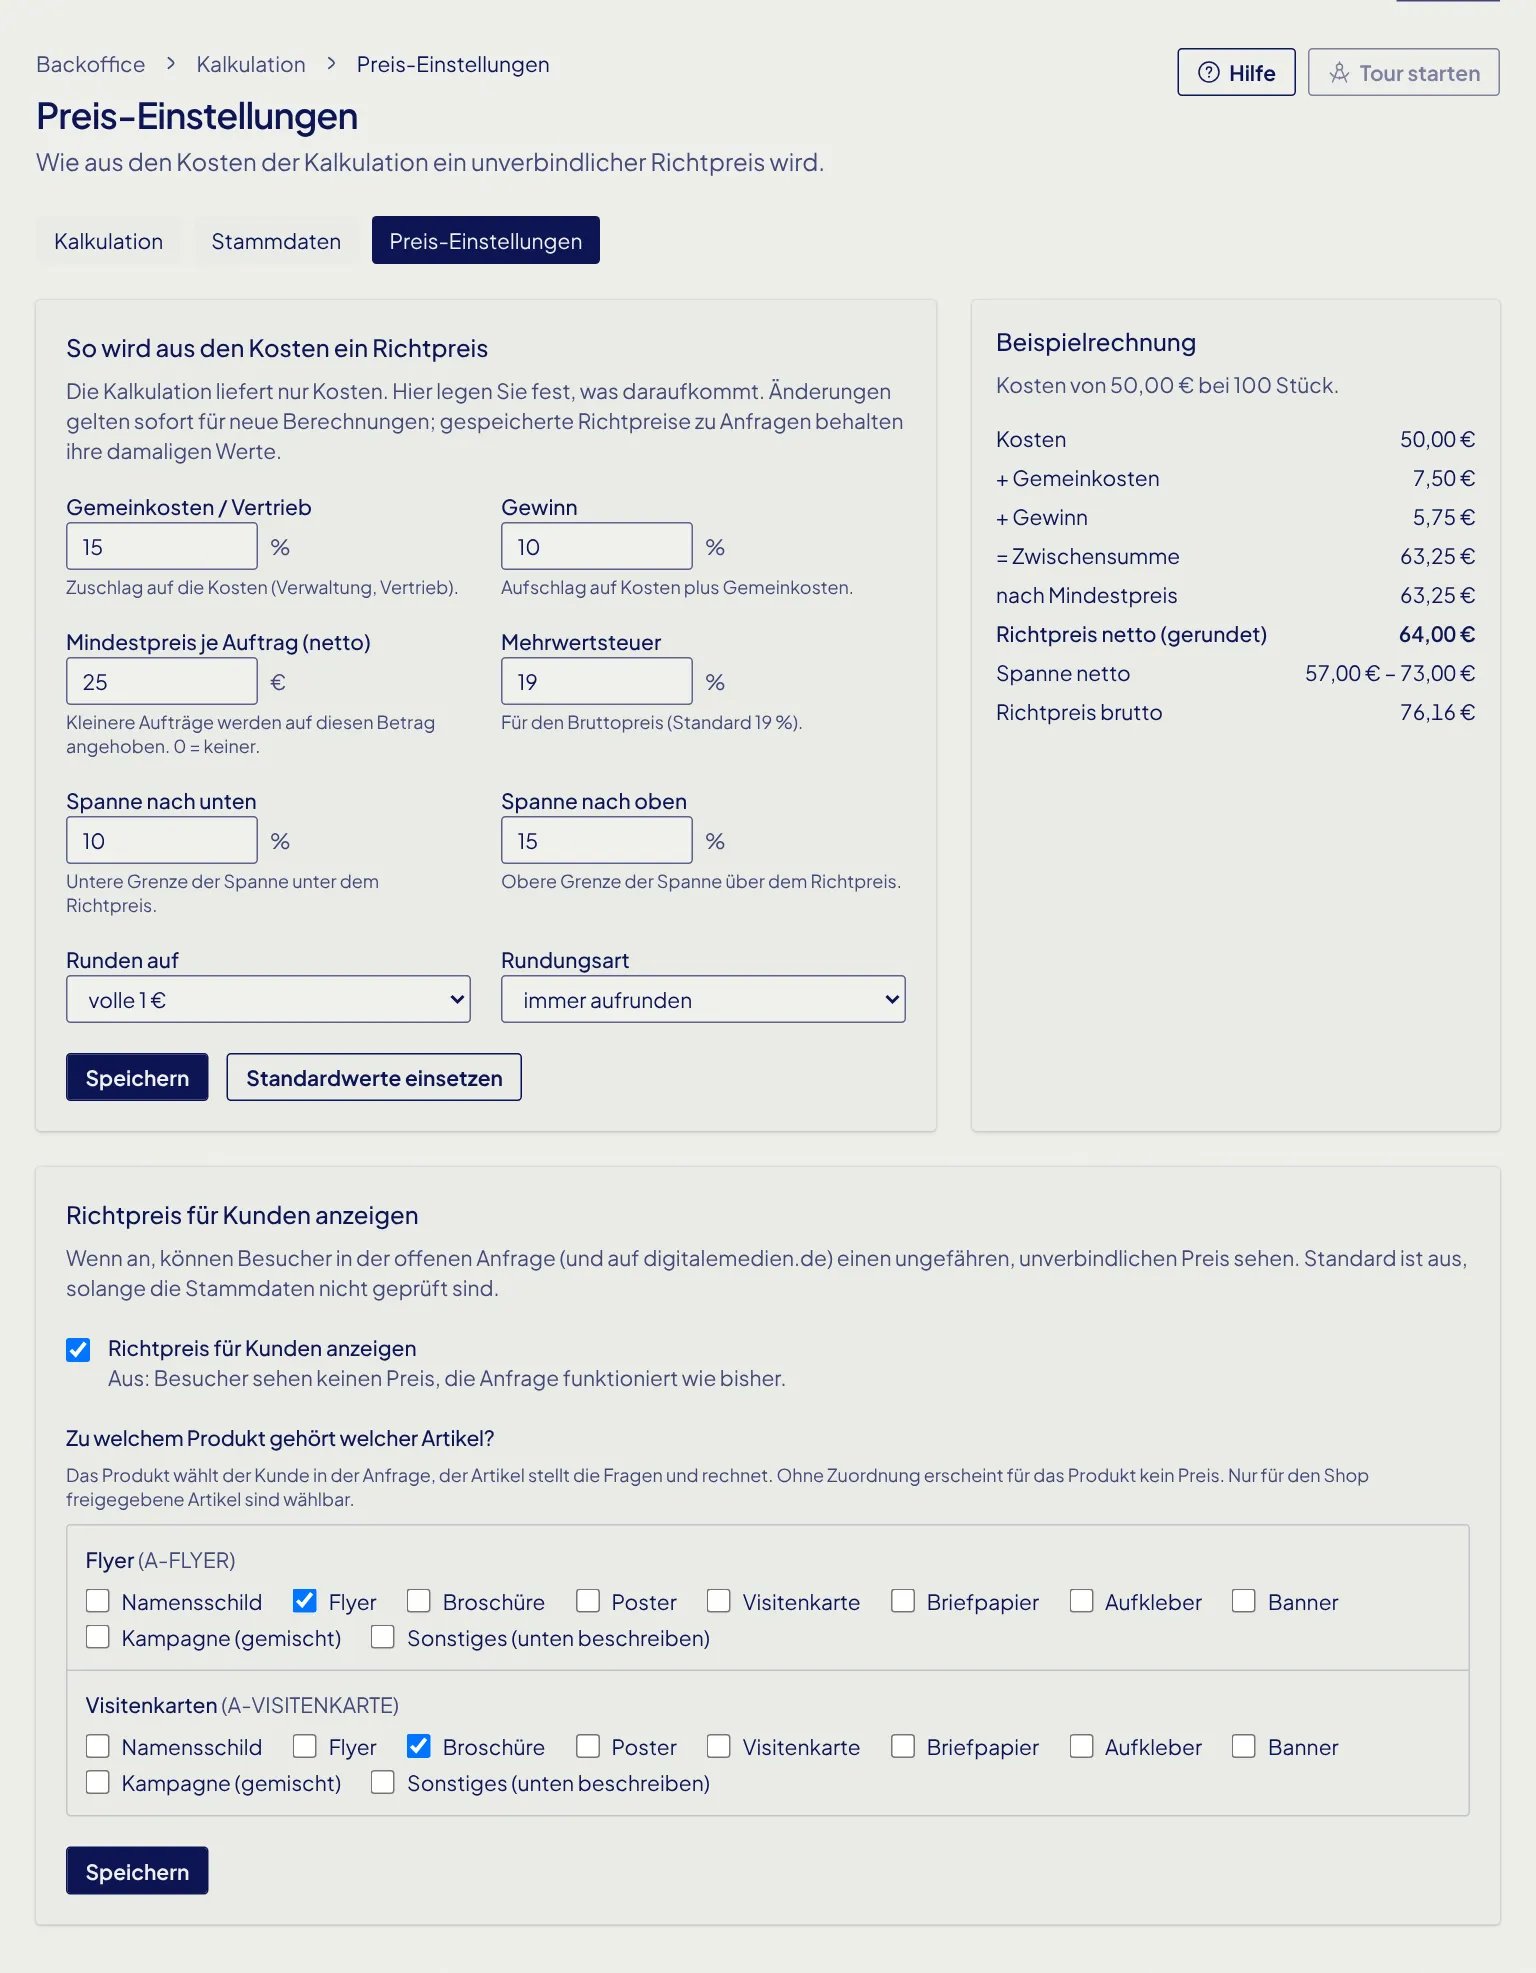 Backoffice > Kalkulation > Preis-Einstellungen
Hilfe
Tour starten
Preis-Einstellungen
Wie aus den Kosten der Kalkulation ein unverbindlicher Richtpreis wird.
Kalkulation Stammdaten Preis-Einstellungen
So wird aus den Kosten ein Richtpreis
Die Kalkulation liefert nur Kosten. Hier legen Sie fest, was daraufkommt. Änderungen
gelten sofort für neue Berechnungen; gespeicherte Richtpreise zu Anfragen behalten
ihre damaligen Werte.
Gemeinkosten / Vertrieb
15 %
Zuschlag auf die Kosten (Verwaltung, Vertrieb).
Gewinn
10 %
Aufschlag auf Kosten plus Gemeinkosten.
Mindestpreis je Auftrag (netto)
25 €
Kleinere Aufträge werden auf diesen Betrag
angehoben. 0 = keiner.
Mehrwertsteuer
19 %
Für den Bruttopreis (Standard 19 %).
Spanne nach unten
10 %
Untere Grenze der Spanne unter dem
Richtpreis.
Spanne nach oben
15 %
Obere Grenze der Spanne über dem Richtpreis.
Runden auf
volle 1 €
Rundungsart
immer aufrunden
Speichern
Standardwerte einsetzen
Beispielrechnung
Kosten von 50,00 € bei 100 Stück.
Kosten 50,00 €
+ Gemeinkosten 7,50 €
+ Gewinn 5,75 €
= Zwischensumme 63,25 €
nach Mindestpreis 63,25 €
Richtpreis netto (gerundet) 64,00 €
Spanne netto 57,00 € – 73,00 €
Richtpreis brutto 76,16 €
Richtpreis für Kunden anzeigen
Wenn an, können Besucher in der offenen Anfrage (und auf digitalemedien.de) einen ungefähren, unverbindlichen Preis sehen. Standard ist aus,
solange die Stammdaten nicht geprüft sind.
Richtpreis für Kunden anzeigen
Aus: Besucher sehen keinen Preis, die Anfrage funktioniert wie bisher.
Zu welchem Produkt gehört welcher Artikel?
Das Produkt wählt der Kunde in der Anfrage, der Artikel stellt die Fragen und rechnet. Ohne Zuordnung erscheint für das Produkt kein Preis. Nur für den Shop
freigegebene Artikel sind wählbar.
Flyer (A-FLYER)
Namensschild Flyer Broschüre Poster Visitenkarte Briefpapier Aufkleber Banner
Kampagne (gemischt) Sonstiges (unten beschreiben)
Visitenkarten (A-VISITENKARTE)
Namensschild Flyer Broschüre Poster Visitenkarte Briefpapier Aufkleber Banner
Kampagne (gemischt) Sonstiges (unten beschreiben)
Speichern